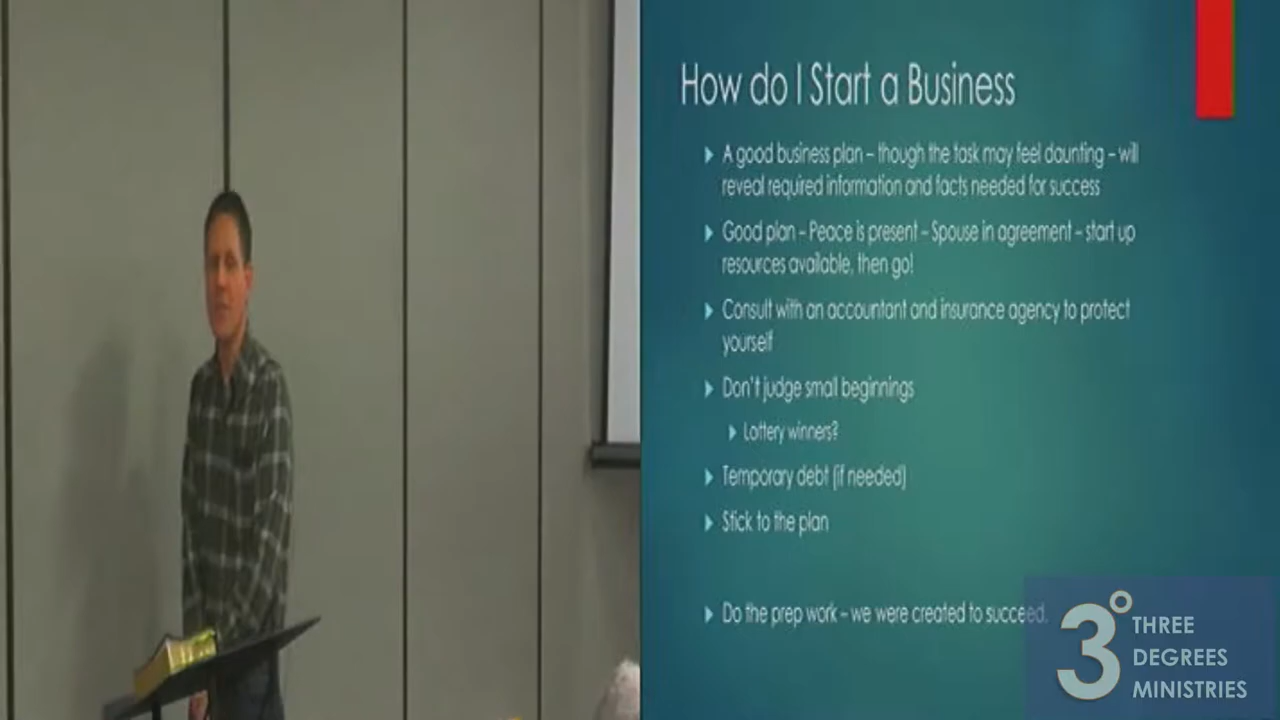 How do I Start a Business
A good business plan – though the task may feel daunting – will
reveal required information and facts needed for success
Good plan – Peace is present – Spouse in agreement – start up
resources available, then go!
Consult with an accountant and insurance agency to protect
yourself
Don't judge small beginnings
Lottery winners?
Temporary debt (if needed)
Stick to the plan
Do the prep work – we were created to succeed.
3°
THREE
DEGREES
MINISTRIES